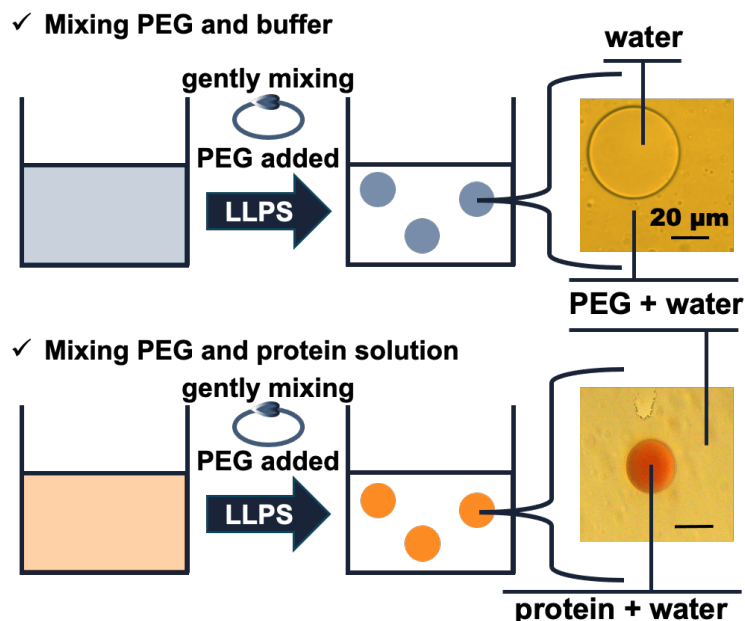 ✓ Mixing PEG and buffer
water
gently mixing
PEG added
LLPS
20 µm
PEG + water
✓ Mixing PEG and protein solution
gently mixing
PEG added
LLPS
protein + water